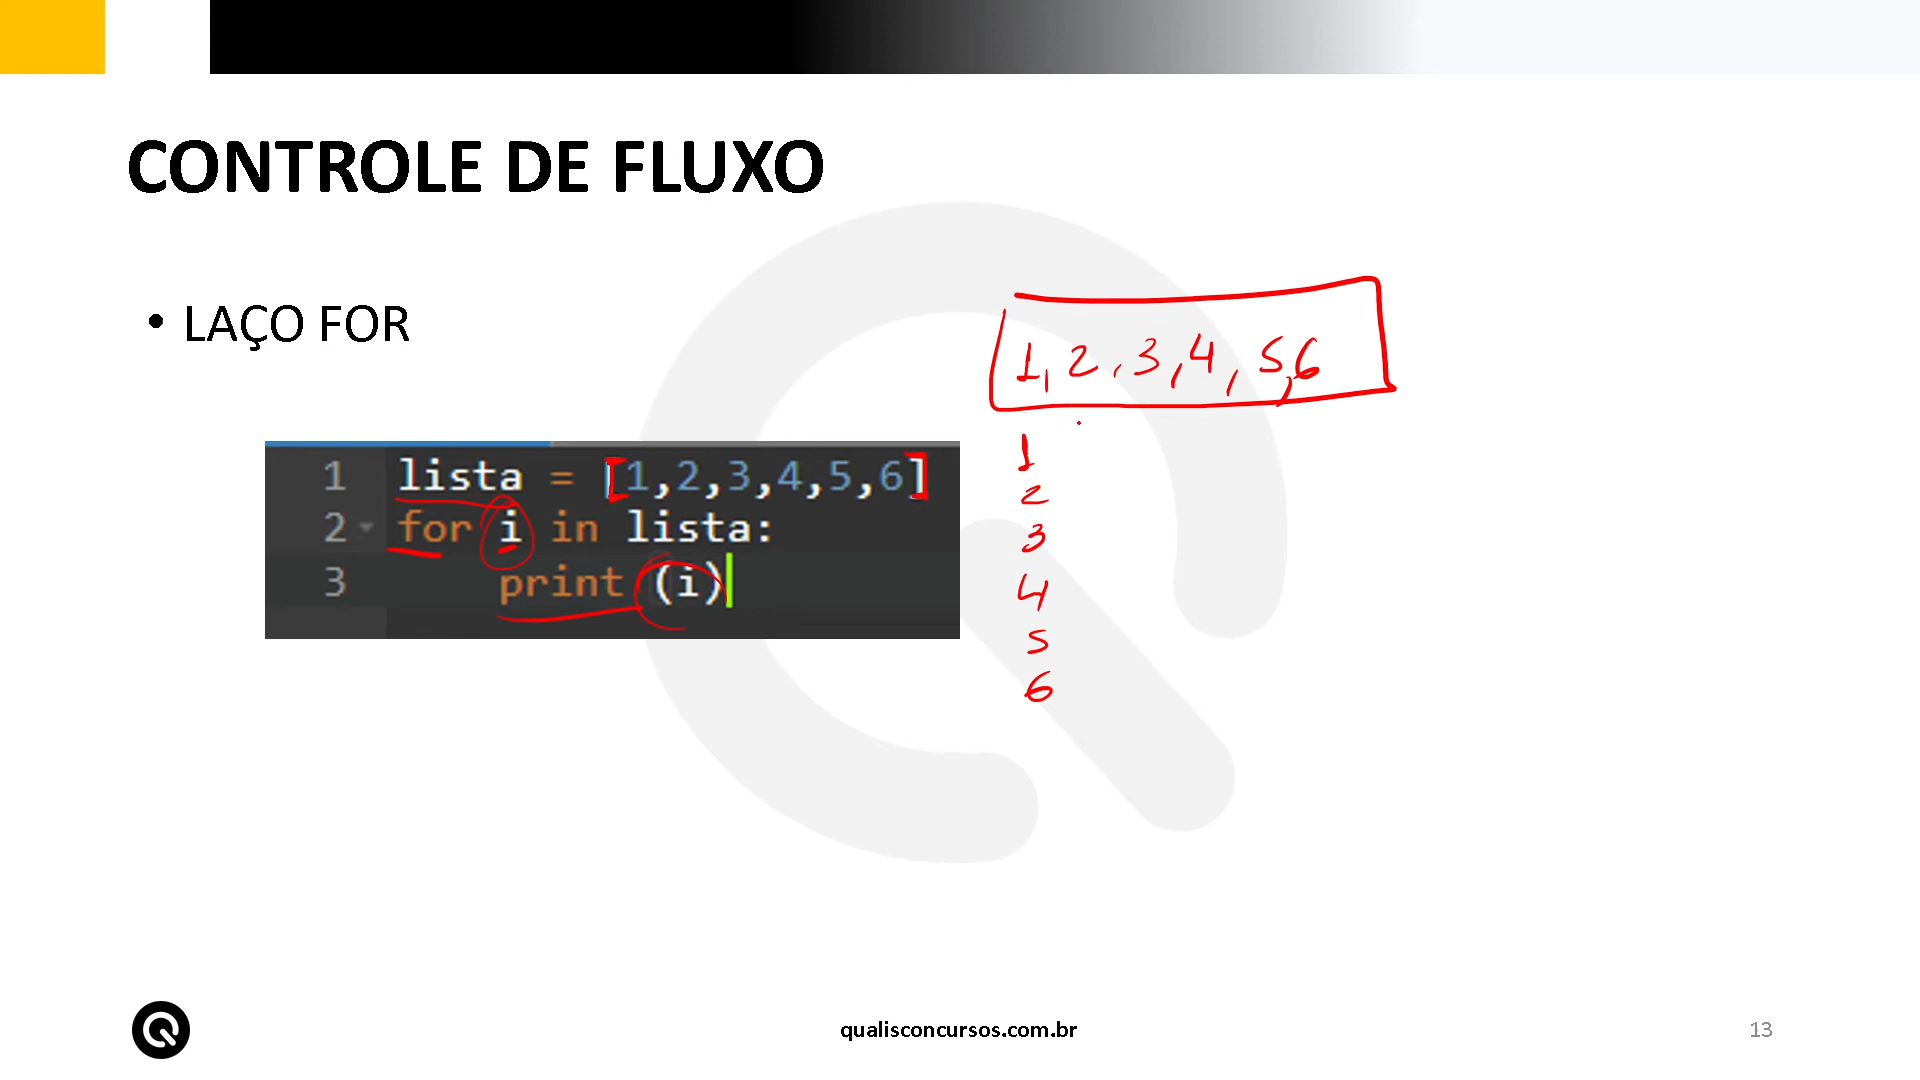 CONTROLE DE FLUXO
• LAÇO FOR
1, 2, 3, 4, 5, 6
1 lista = [1,2,3,4,5,6]
2 for i in lista:
3 print (i)
1
2
3
4
5
6
qualisconcursos.com.br
13